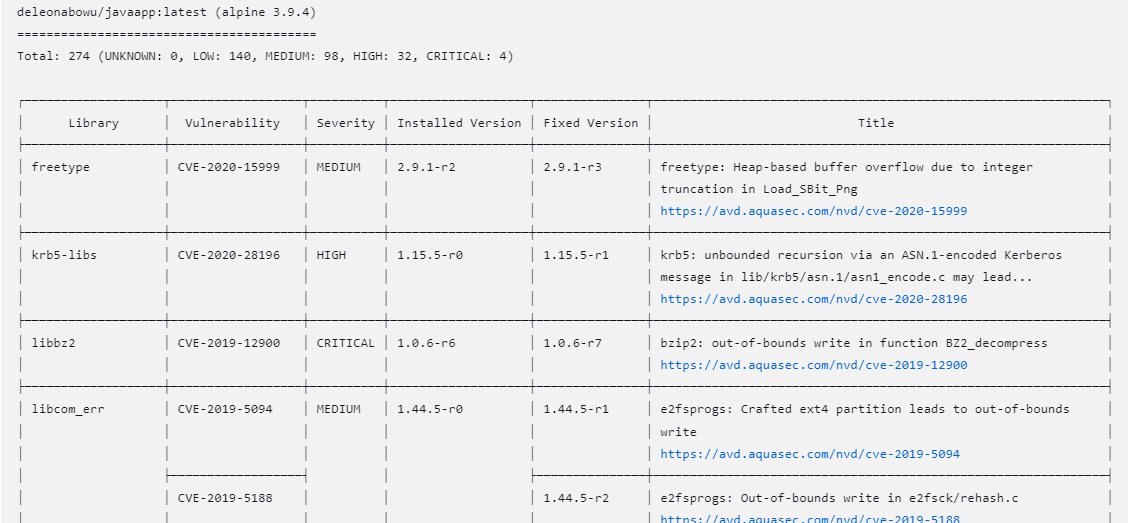 deleonabowu/javaapp:latest (alpine 3.9.4)
=========================================
Total: 274 (UNKNOWN: 0, LOW: 140, MEDIUM: 98, HIGH: 32, CRITICAL: 4)
Library Vulnerability Severity Installed Version Fixed Version Title
freetype CVE-2020-15999 MEDIUM 2.9.1-r2 2.9.1-r3 freetype: Heap-based buffer overflow due to integer
truncation in Load_SBit_Png
https://avd.aquasec.com/nvd/cve-2020-15999
krb5-libs CVE-2020-28196 HIGH 1.15.5-r0 1.15.5-r1 krb5: unbounded recursion via an ASN.1-encoded Kerberos
message in lib/krb5/asn.1/asn1_encode.c may lead...
https://avd.aquasec.com/nvd/cve-2020-28196
libbz2 CVE-2019-12900 CRITICAL 1.0.6-r6 1.0.6-r7 bzip2: out-of-bounds write in function BZ2_decompress
https://avd.aquasec.com/nvd/cve-2019-12900
libcom_err CVE-2019-5094 MEDIUM 1.44.5-r0 1.44.5-r1 e2fsprogs: Crafted ext4 partition leads to out-of-bounds
write
https://avd.aquasec.com/nvd/cve-2019-5094
CVE-2019-5188 1.44.5-r2 e2fsprogs: Out-of-bounds write in e2fsck/rehash.c
https://avd.aquasec.com/nvd/cve-2019-5188